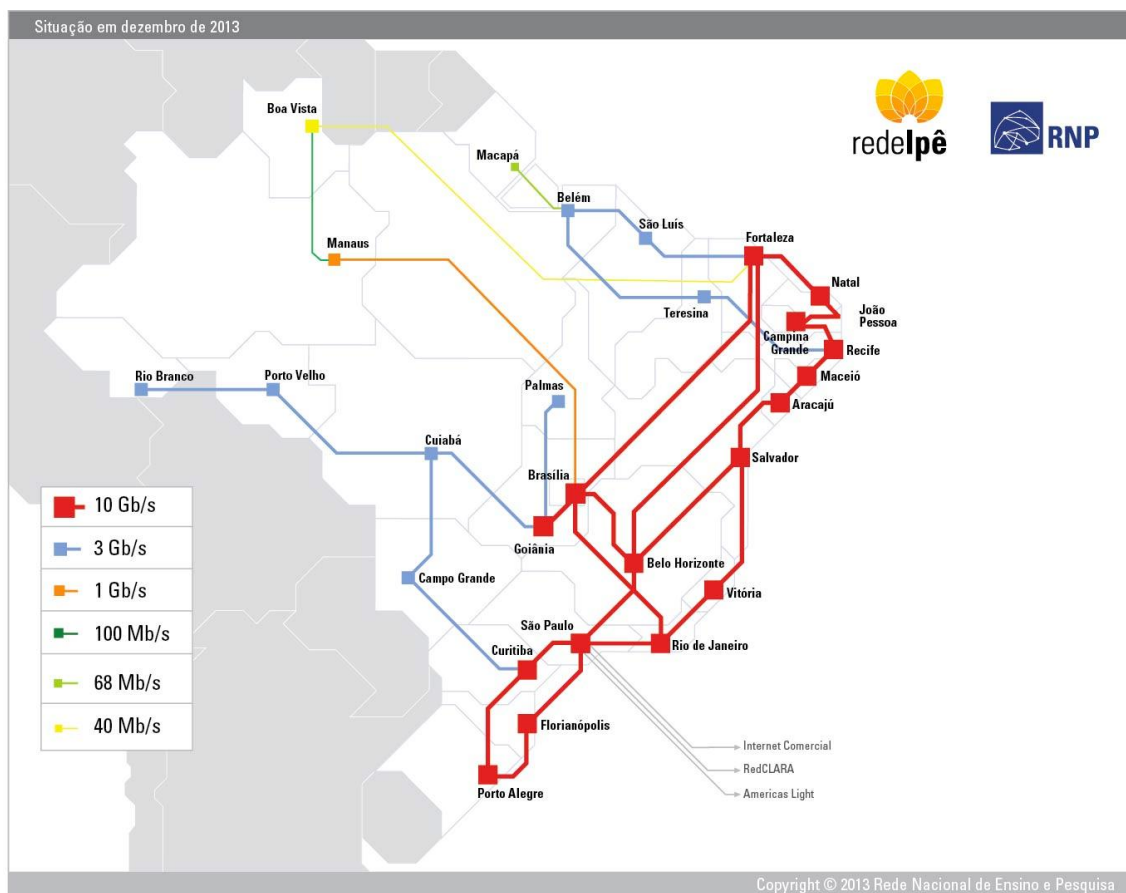 Situação em dezembro de 2013
redeIpê
RNP
Boa Vista
Macapá
Belém
São Luís
Fortaleza
Manaus
Natal
Teresina
João
Pessoa
Campina
Grande
Recife
Rio Branco
Porto Velho
Palmas
Maceió
Aracajú
Cuiabá
Salvador
Brasília
Goiânia
Belo Horizonte
Campo Grande
Vitória
São Paulo
Curitiba
Rio de Janeiro
Florianópolis
Porto Alegre
10 Gb/s
3 Gb/s
1 Gb/s
100 Mb/s
68 Mb/s
40 Mb/s
Internet Comercial
RedCLARA
Americas Light
Copyright © 2013 Rede Nacional de Ensino e Pesquisa